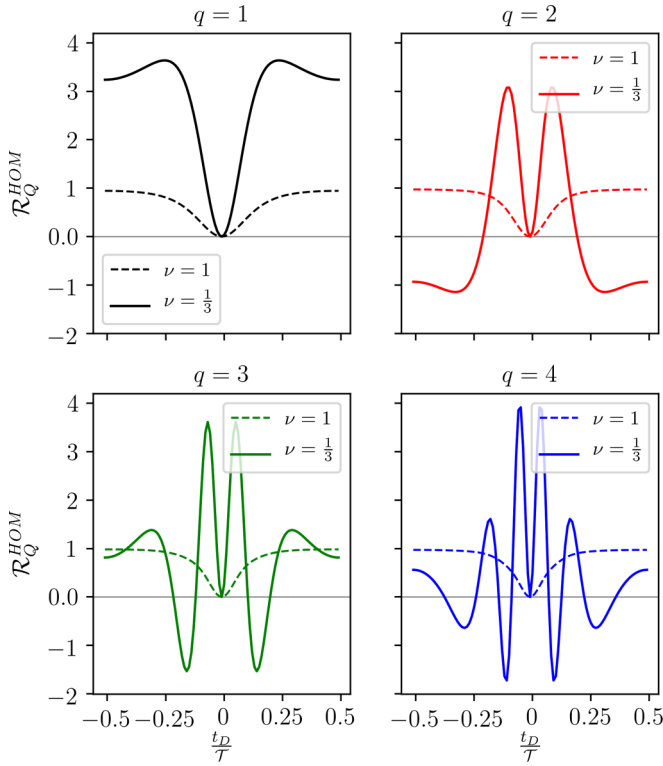 q = 1
q = 2
4
3
2
1
0.0
−1
−2
R_Q^{HOM}
ν = 1
ν = 1/3
ν = 1
ν = 1/3
q = 3
q = 4
4
3
2
1
0.0
−1
−2
R_Q^{HOM}
ν = 1
ν = 1/3
ν = 1
ν = 1/3
−0.5 −0.25 0 0.25 0.5
−0.5 −0.25 0 0.25 0.5
t_D/T
t_D/T